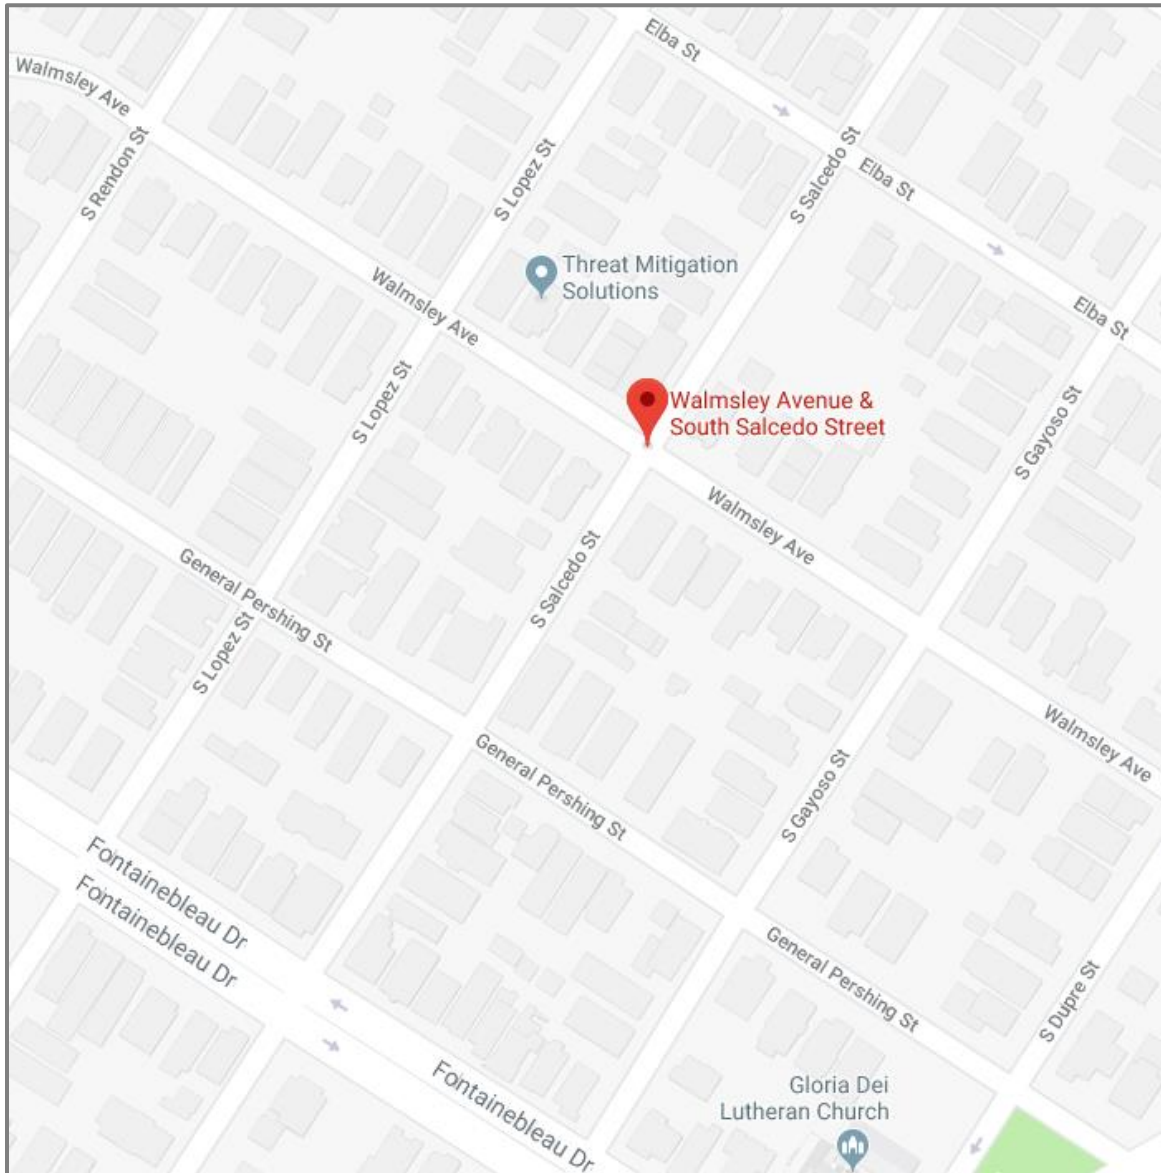 Elba St
Walmsley Ave
S Rendon St
S Lopez St
S Salcedo St
Elba St
Threat Mitigation
Solutions
Walmsley Ave
Elba St
S Lopez St
Walmsley Avenue &
South Salcedo Street
S Gayoso St
Walmsley Ave
General Pershing St
S Salcedo St
S Lopez St
Walmsley Ave
General Pershing St
S Gayoso St
Fontainebleau Dr
Fontainebleau Dr
General Pershing St
S Dupre St
Fontainebleau Dr
Gloria Dei
Lutheran Church